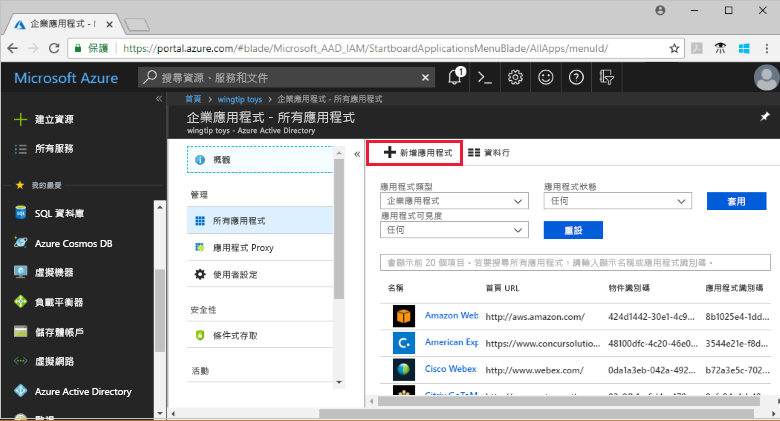 企業應用程式 - 所
保護 https://portal.azure.com/#blade/Microsoft_AAD_IAM/StartboardApplicationsMenuBlade/AllApps/menuId/
Microsoft Azure
搜尋資源、服務和文件
1
建立資源
所有服務
我的最愛
SQL 資料庫
Azure Cosmos DB
虛擬機器
負載平衡器
儲存體帳戶
虛擬網路
Azure Active Directory
首頁 > wingtip toys > 企業應用程式 - 所有應用程式
企業應用程式 - 所有應用程式
wingtip toys - Azure Active Directory
概觀
管理
所有應用程式
應用程式 Proxy
使用者設定
安全性
條件式存取
活動
新增應用程式 資料行
應用程式類型 應用程式狀態
企業應用程式 任何 套用
應用程式可見度
任何 重設
會顯示前 20 個項目。若要搜尋所有應用程式，請輸入顯示名稱或應用程式識別碼。
名稱 首頁 URL 物件識別碼 應用程式識別碼
Amazon Web http://aws.amazon.com/ 424d1442-30e1-4c9... 8b1025e4-1dd...
American Exp https://www.concursolutio... 48100dfc-4c20-46e0... 3544e21e-f8d...
Cisco Webex http://www.webex.com/ 0da1a3eb-042a-492... b72a3e5c-702...